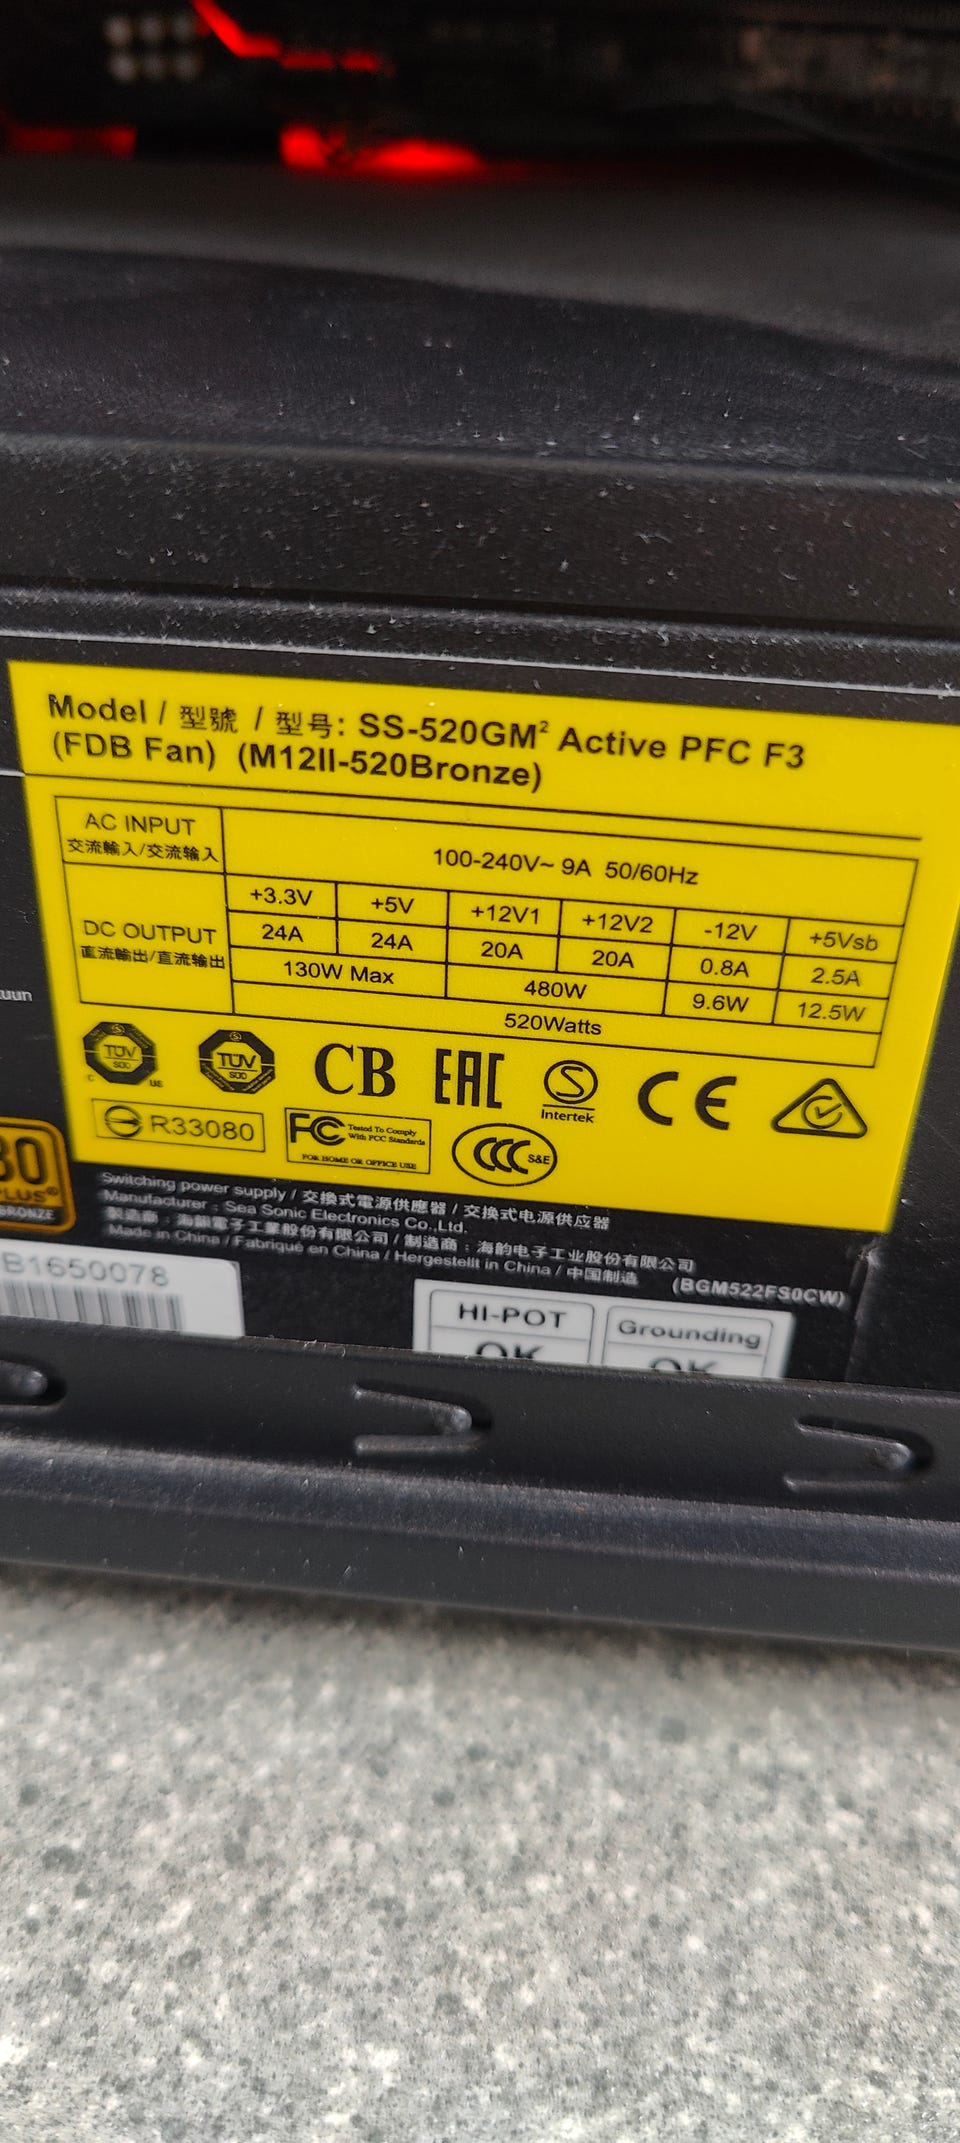 Model / 型號 / 型号: SS-520GM² Active PFC F3
(FDB Fan) (M12II-520Bronze)
AC INPUT
交流輸入/交流输入
100-240V~ 9A 50/60Hz
DC OUTPUT
直流輸出/直流输出
+3.3V +5V +12V1 +12V2 -12V +5Vsb
24A 24A 20A 20A 0.8A 2.5A
130W Max 480W 9.6W 12.5W
520Watts
TÜV SÜD C US
TÜV SÜD
CB
EAC
S Intertek
CE
R33080
FC Tested To Comply
With FCC Standards
FOR HOME OR OFFICE USE
CCC S&E
80
PLUS®
BRONZE
Switching power supply / 交換式電源供應器 / 交換式电源供应器
Manufacturer : Sea Sonic Electronics Co.,Ltd.
製造商 : 海韻電子工業股份有限公司 / 制造商 : 海韵电子工业股份有限公司
Made in China / Fabriqué en China / Hergestellt in China / 中国制造
(BGM522FS0CW)
B1650078
HI-POT
OK
Grounding
OK